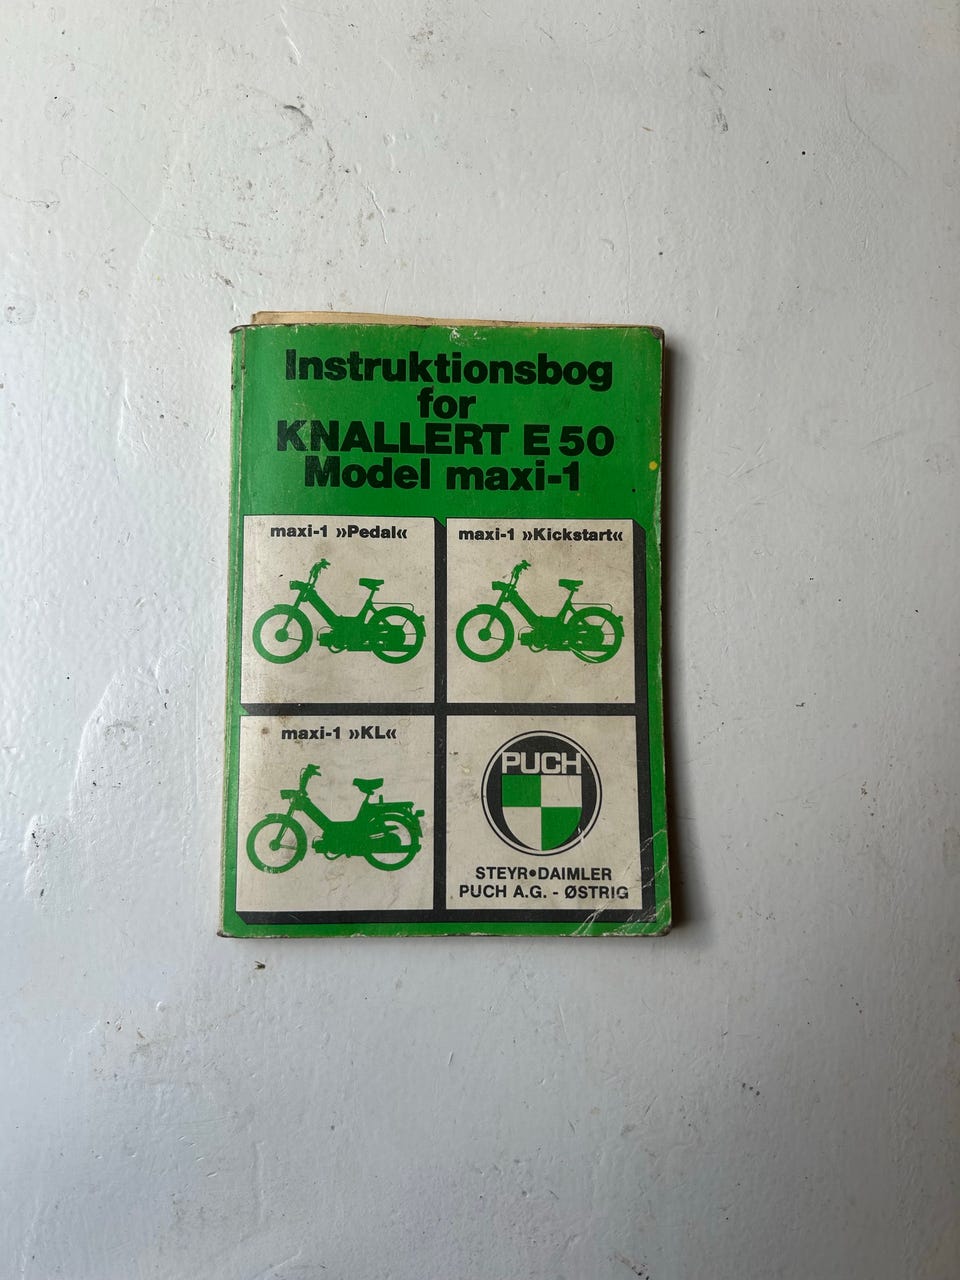 Instruktionsbog
for
KNALLERT E 50
Model maxi-1
maxi-1 »Pedal«
maxi-1 »Kickstart«
maxi-1 »KL«
PUCH
STEYR•DAIMLER
PUCH A.G. - ØSTRIG